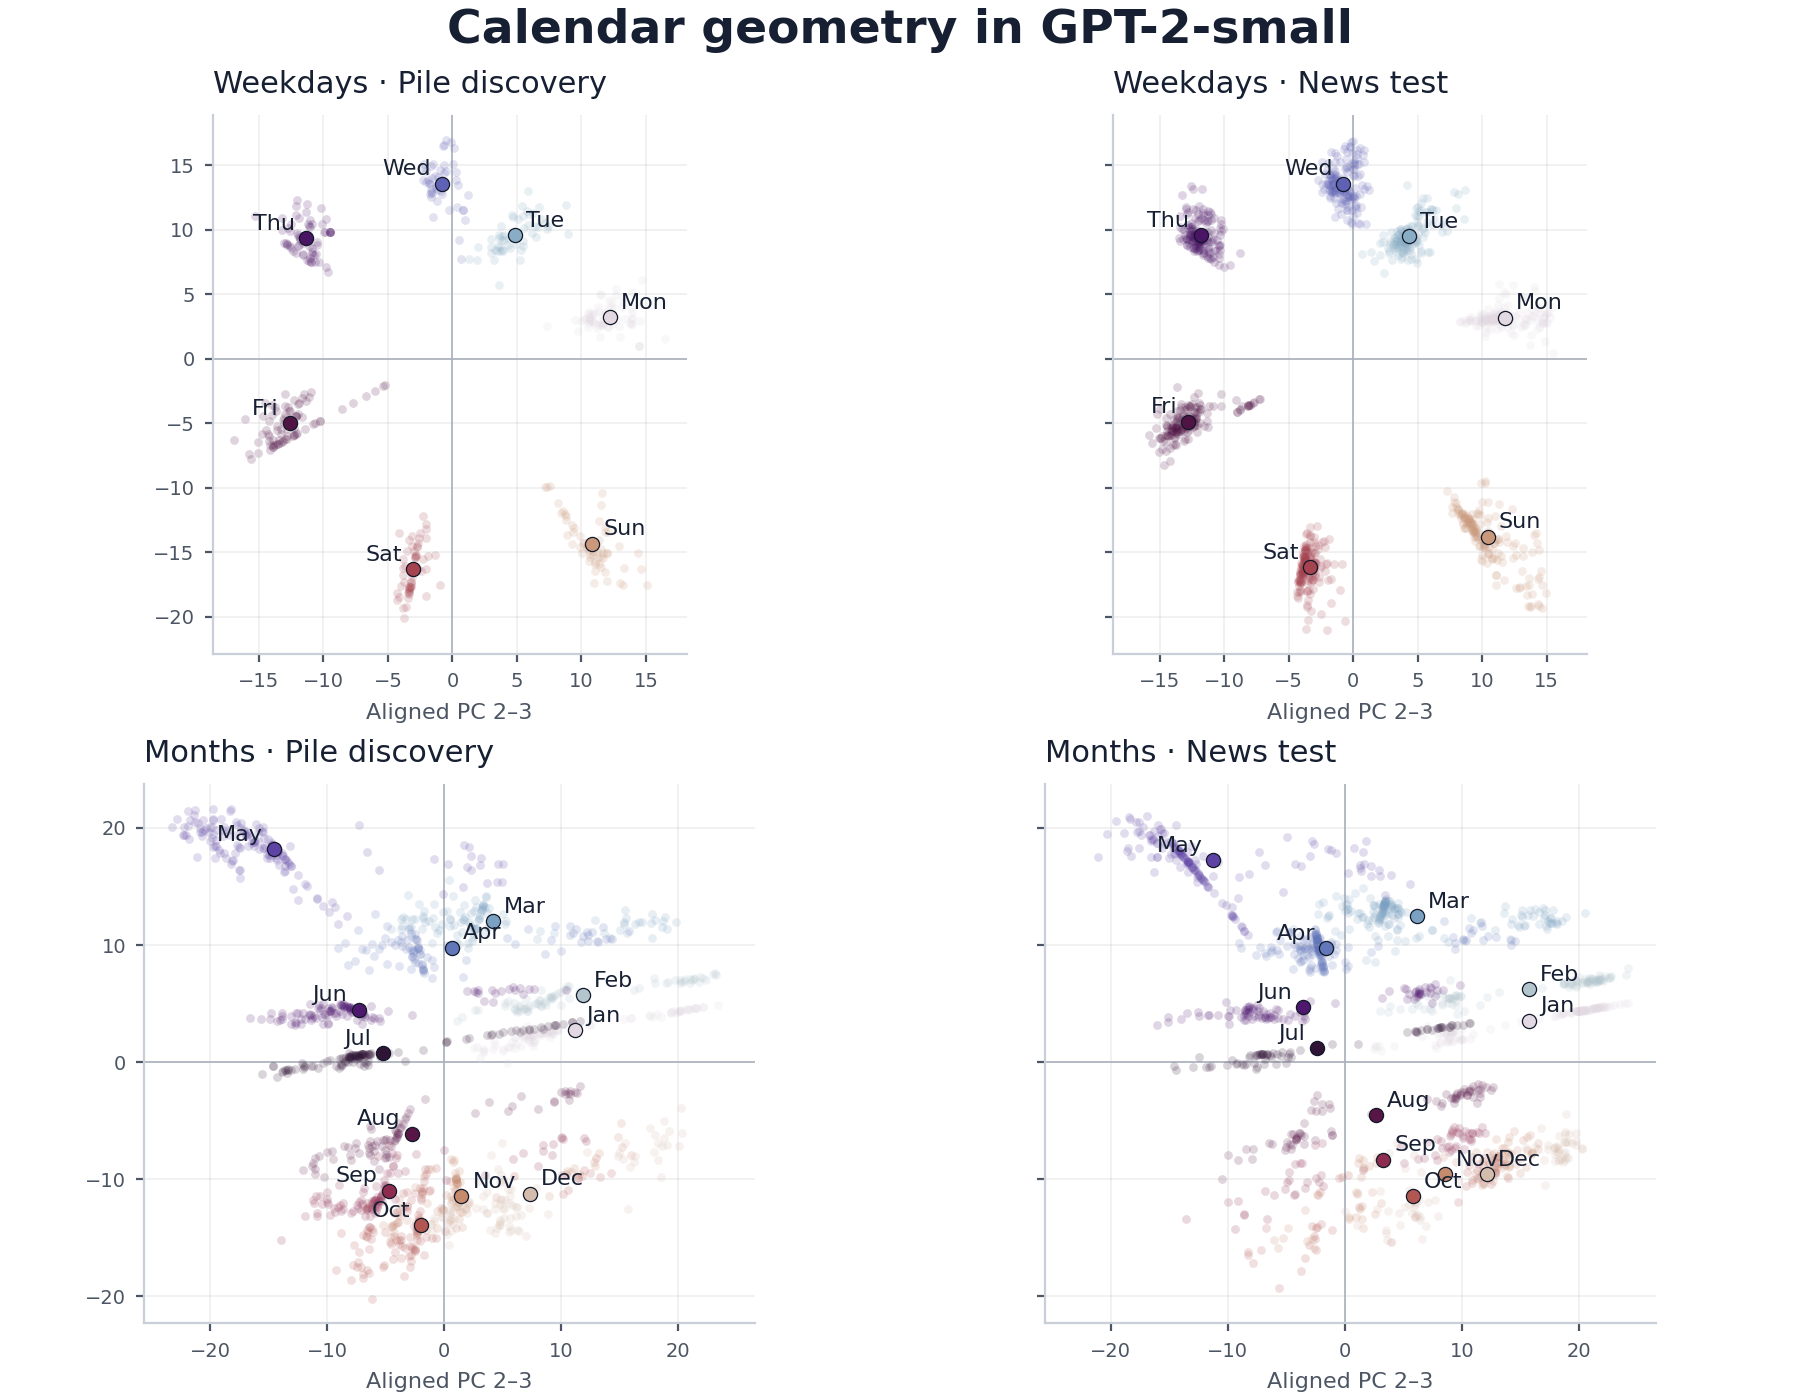 Calendar geometry in GPT-2-small
Weekdays · Pile discovery
Wed
Thu
Tue
Mon
Fri
Sun
Sat
15
10
5
0
−5
−10
−15
−20
−15
−10
−5
0
5
10
15
Aligned PC 2–3
Weekdays · News test
Wed
Thu
Tue
Mon
Fri
Sun
Sat
−15
−10
−5
0
5
10
15
Aligned PC 2–3
Months · Pile discovery
May
Mar
Apr
Feb
Jun
Jan
Jul
Aug
Sep
Nov
Dec
Oct
20
10
0
−10
−20
−20
−10
0
10
20
Aligned PC 2–3
Months · News test
May
Mar
Apr
Feb
Jun
Jan
Jul
Aug
Sep
Nov
Dec
Oct
−20
−10
0
10
20
Aligned PC 2–3